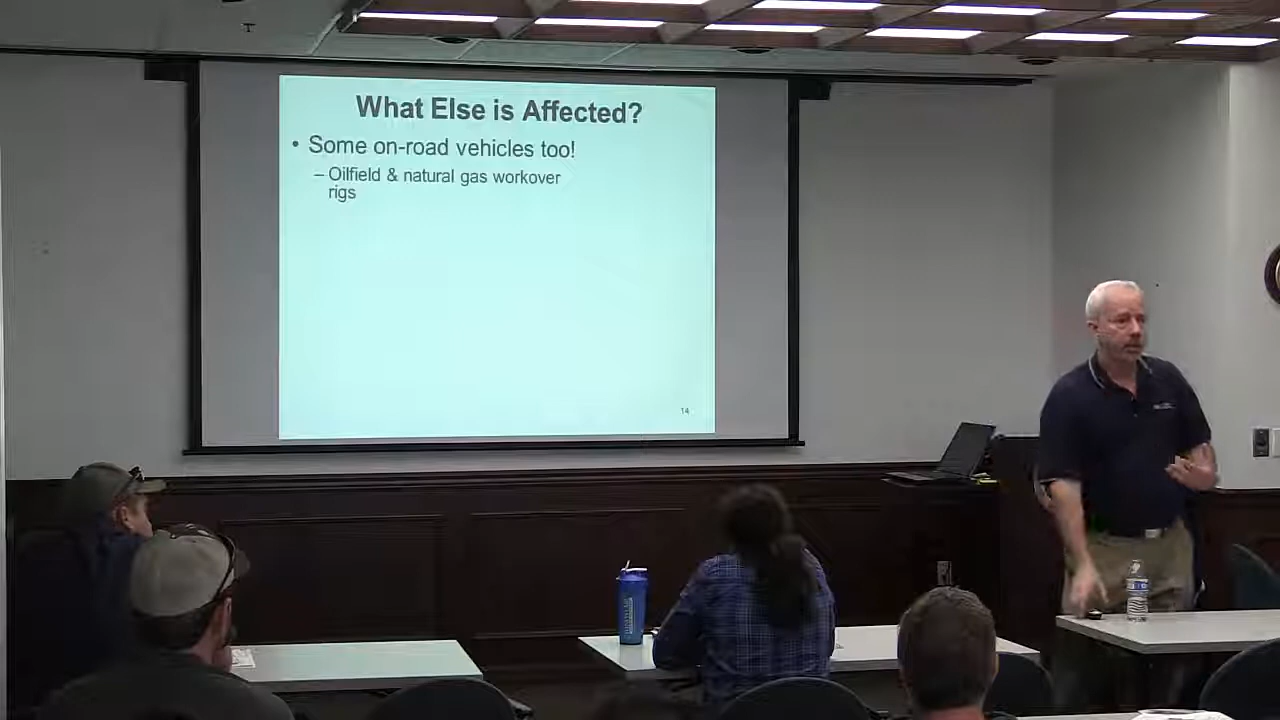 What Else is Affected?
• Some on-road vehicles too!
– Oilfield & natural gas workover
rigs
14